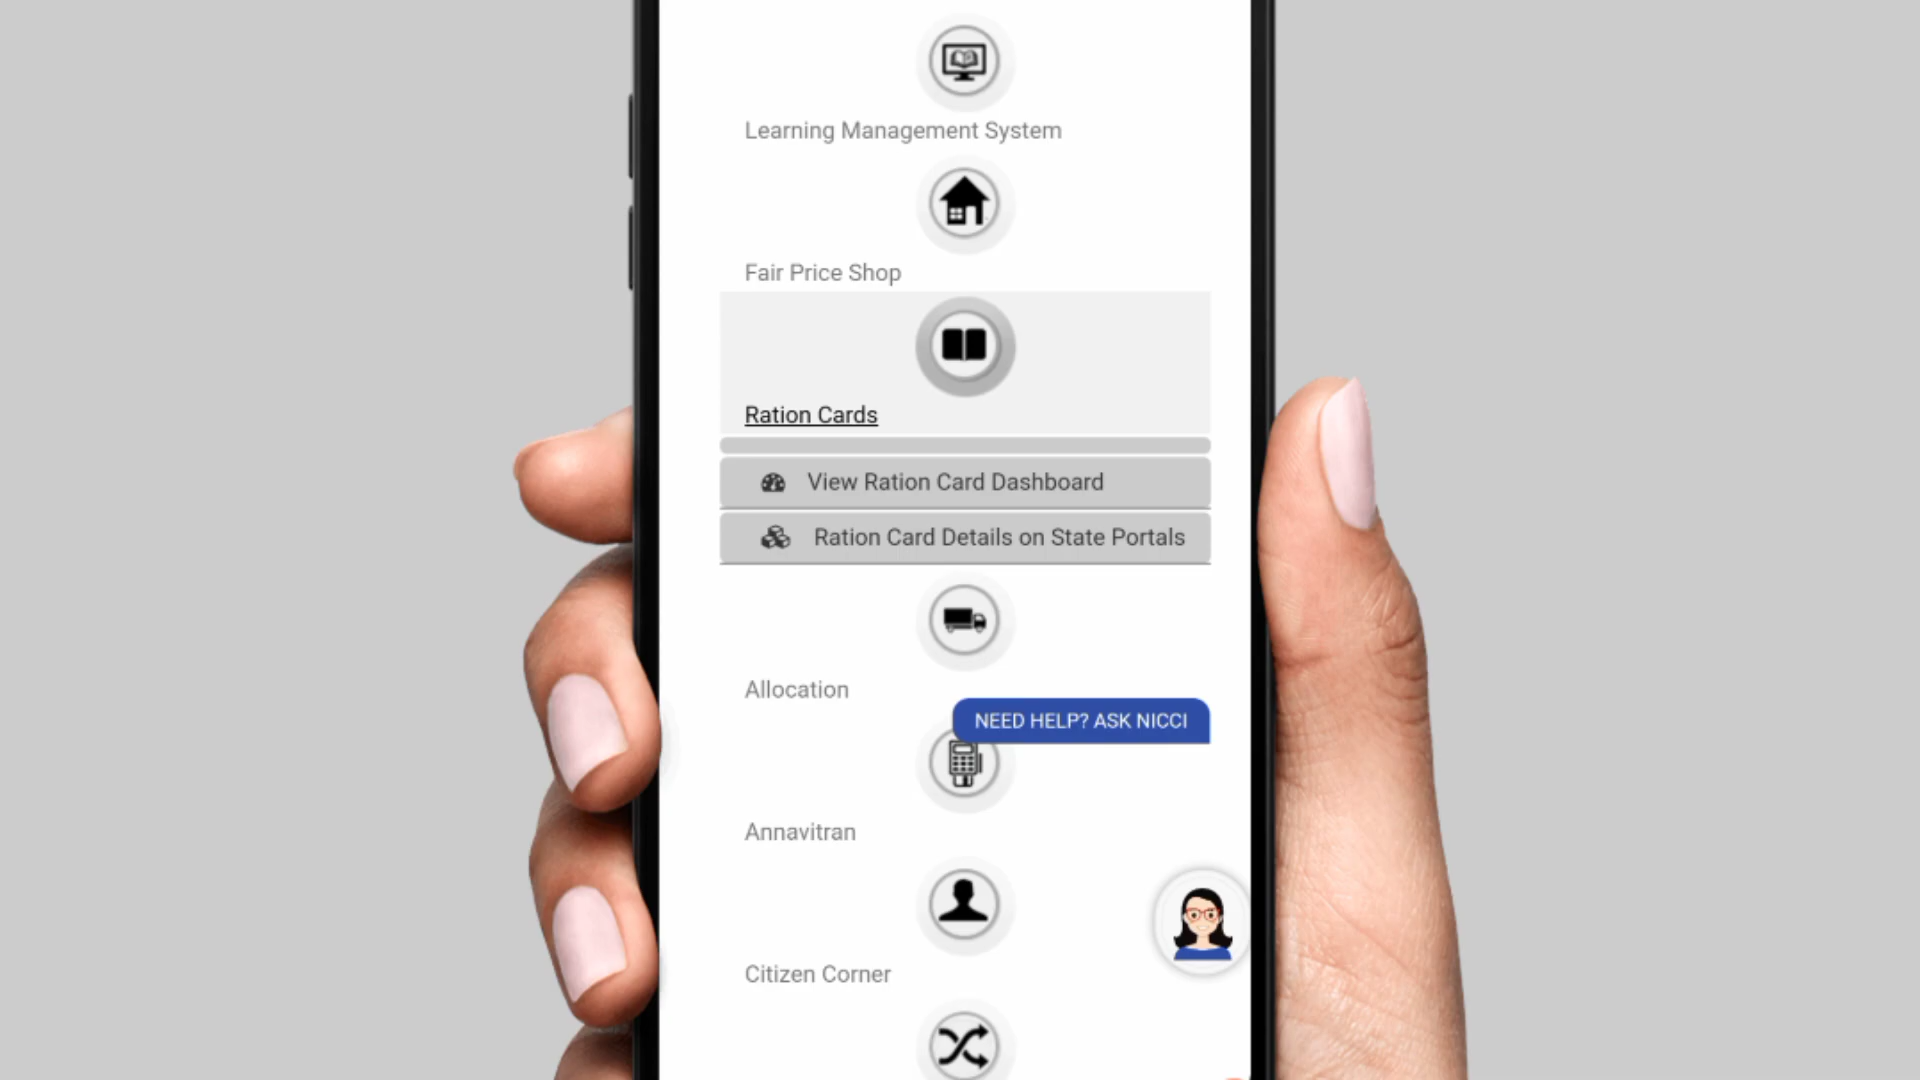 Learning Management System
Fair Price Shop
Ration Cards
View Ration Card Dashboard
Ration Card Details on State Portals
Allocation
NEED HELP? ASK NICCI
Annavitran
Citizen Corner